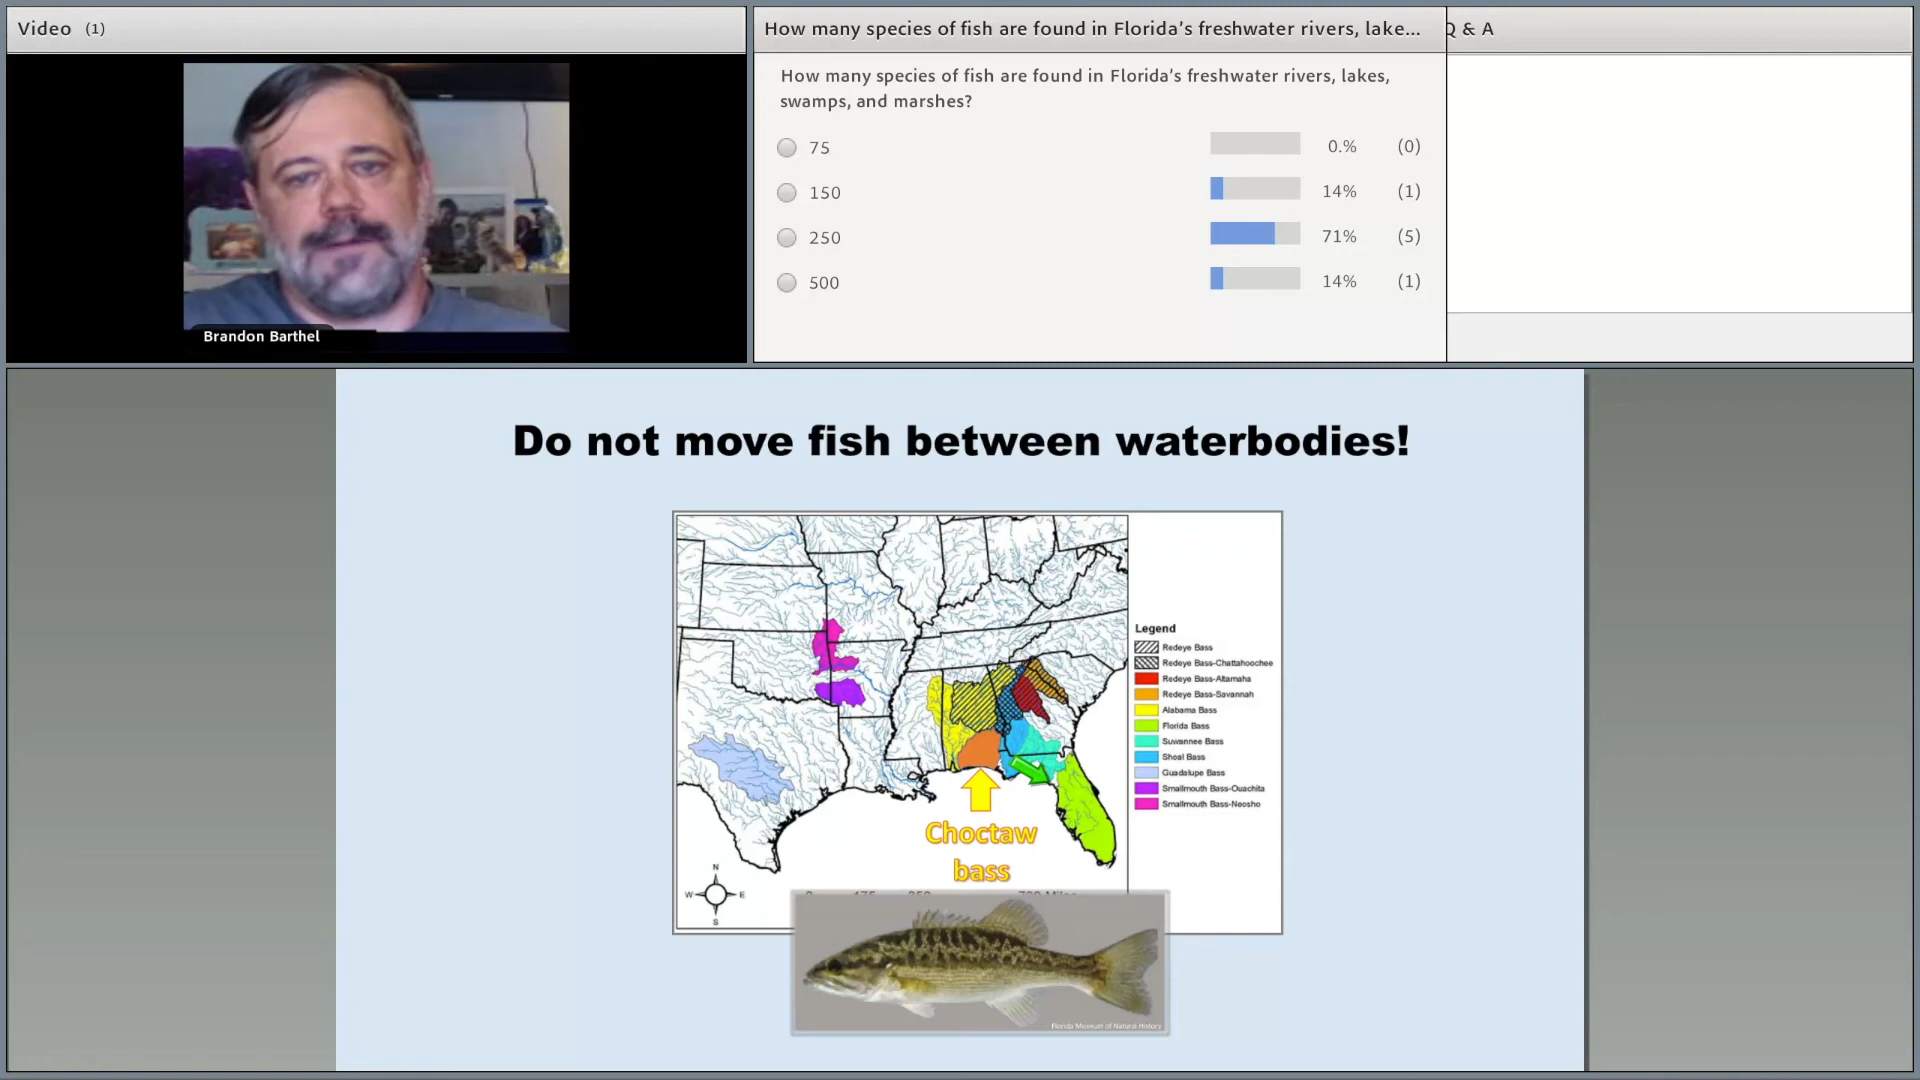 Video (1)
Brandon Barthel
How many species of fish are found in Florida's freshwater rivers, lake...
How many species of fish are found in Florida's freshwater rivers, lakes,
swamps, and marshes?
75 0.% (0)
150 14% (1)
250 71% (5)
500 14% (1)
Q & A
Do not move fish between waterbodies!
Legend
Redeye Bass
Redeye Bass-Chattahoochee
Redeye Bass-Altamaha
Redeye Bass-Savannah
Alabama Bass
Florida Bass
Suwannee Bass
Shoal Bass
Guadalupe Bass
Smallmouth Bass-Ouachita
Smallmouth Bass-Neosho
Choctaw
bass
N
W E
S
Florida Museum of Natural History